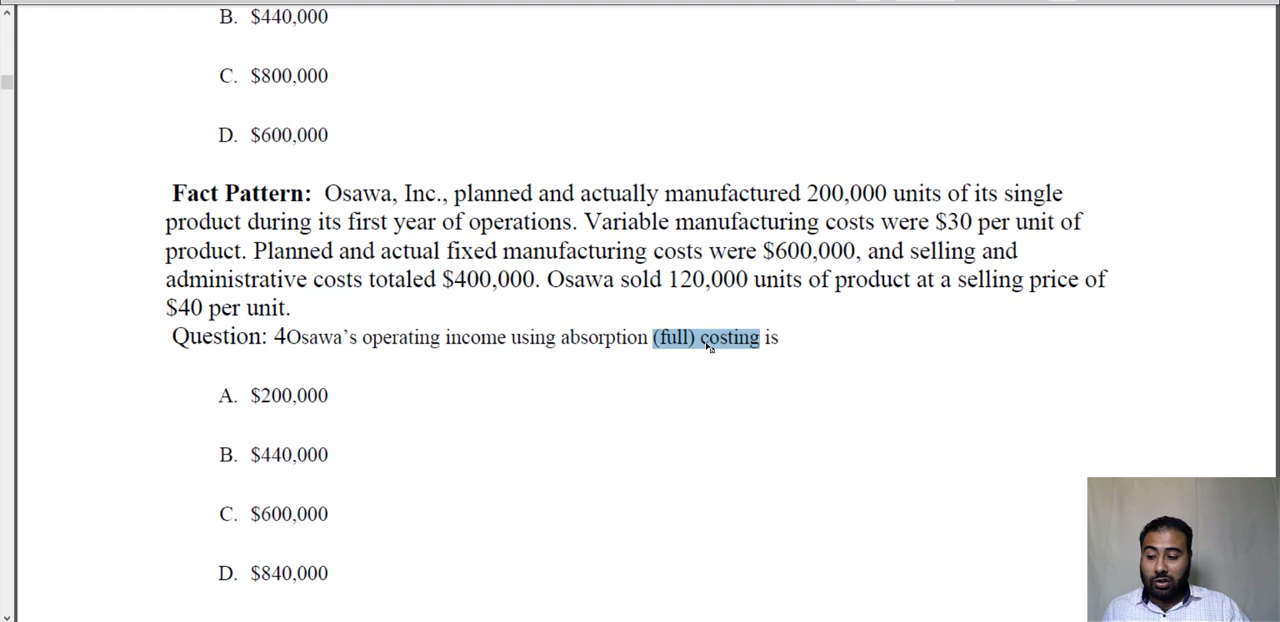 B. $440,000
C. $800,000
D. $600,000
Fact Pattern: Osawa, Inc., planned and actually manufactured 200,000 units of its single
product during its first year of operations. Variable manufacturing costs were $30 per unit of
product. Planned and actual fixed manufacturing costs were $600,000, and selling and
administrative costs totaled $400,000. Osawa sold 120,000 units of product at a selling price of
$40 per unit.
Question: 4Osawa’s operating income using absorption (full) costing is
A. $200,000
B. $440,000
C. $600,000
D. $840,000